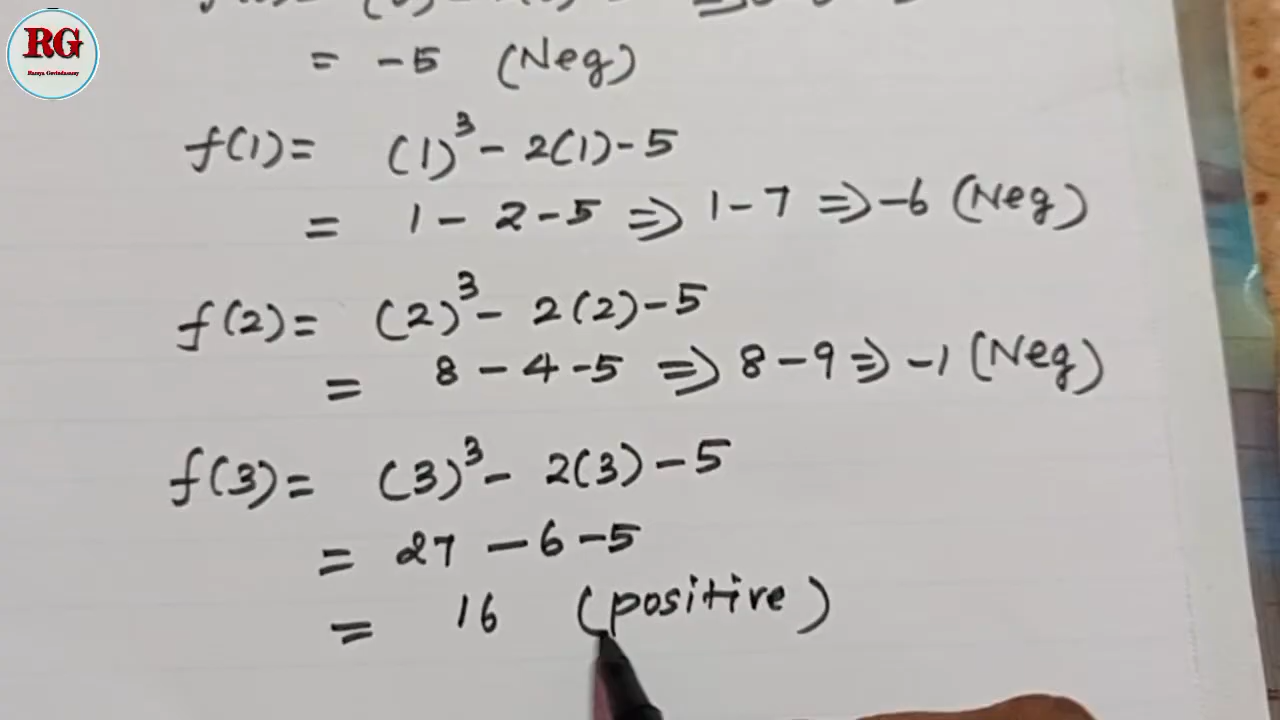 RG
Ramya Govindasamy
= -5 (Neg)
f(1) = (1)³ - 2(1) - 5
= 1 - 2 - 5 ⇒ 1 - 7 ⇒ -6 (Neg)
f(2) = (2)³ - 2(2) - 5
= 8 - 4 - 5 ⇒ 8 - 9 ⇒ -1 (Neg)
f(3) = (3)³ - 2(3) - 5
= 27 - 6 - 5
= 16 (positive)